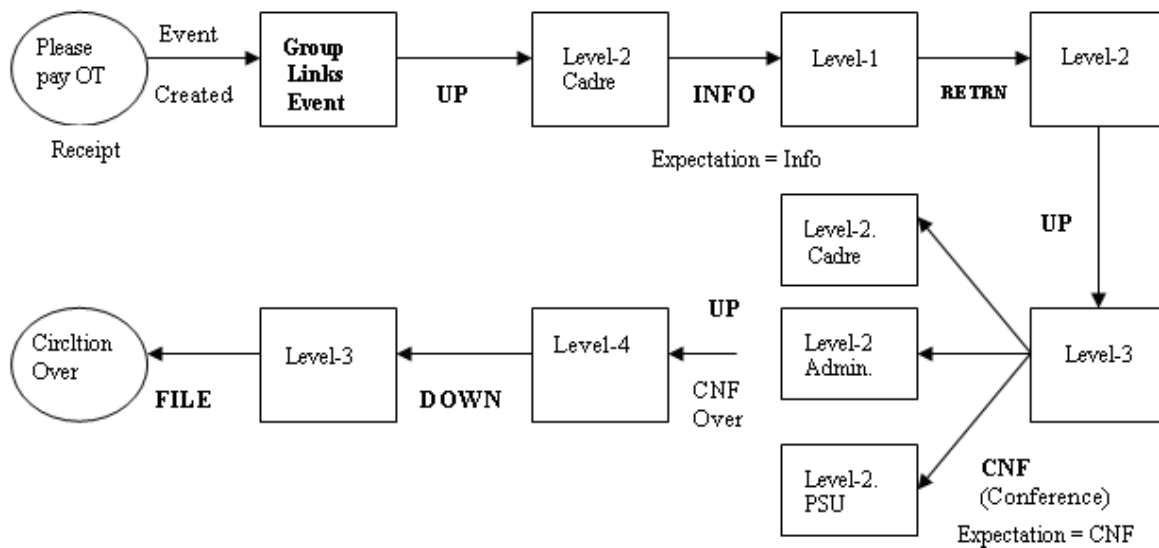 Please
pay OT
Receipt
Event
Created
Group
Links
Event
UP
Level-2
Cadre
INFO
Expectation = Info
Level-1
RETRN
Level-2
UP
Level-3
CNF
(Conference)
Expectation = CNF
Level-2.
Cadre
Level-2
Admin.
Level-2.
PSU
UP
CNF
Over
Level-4
DOWN
Level-3
FILE
Circltion
Over